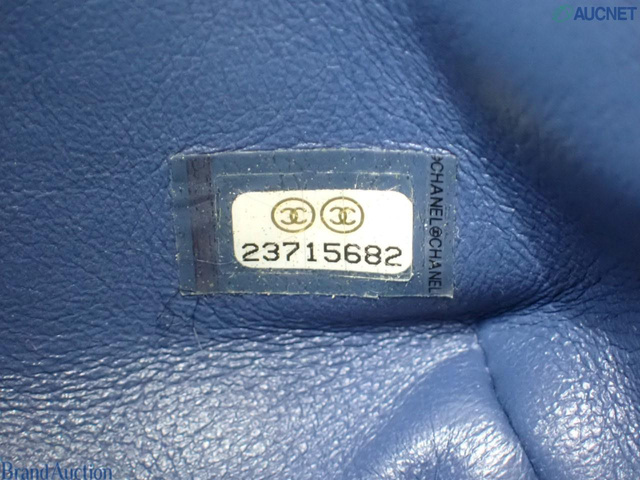 AUCNET
CHANEL@CHANEL
23715682
Brand Auction